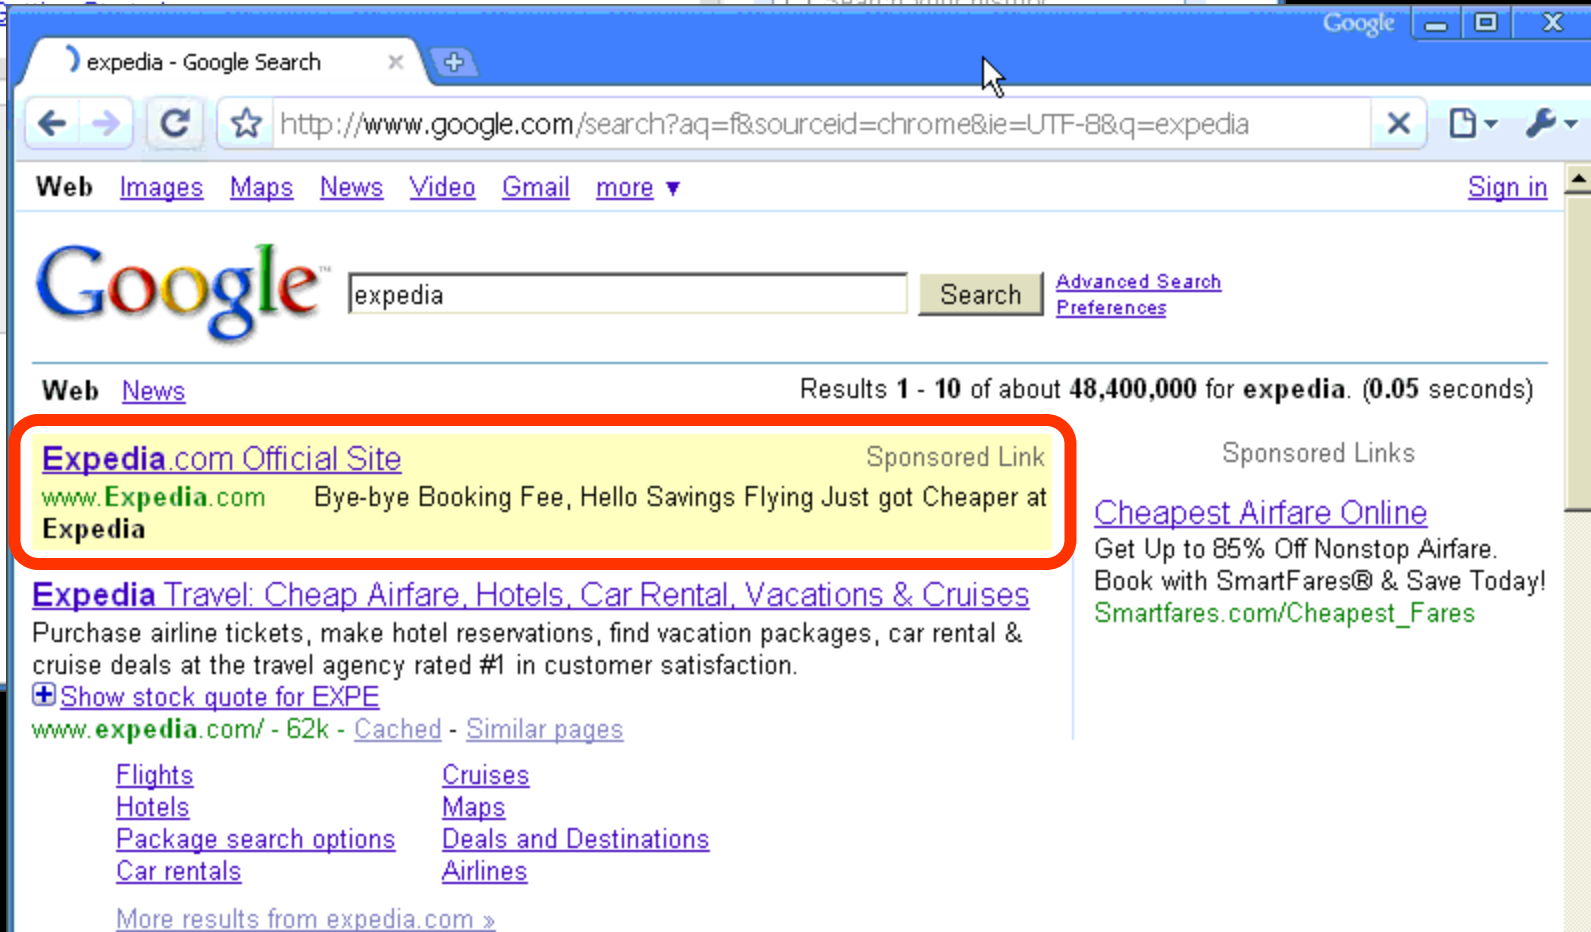 Google
expedia - Google Search
http://www.google.com/search?aq=f&sourceid=chrome&ie=UTF-8&q=expedia
Web Images Maps News Video Gmail more ▼ Sign in
Google™
expedia
Search
Advanced Search
Preferences
Web News Results 1 - 10 of about 48,400,000 for expedia. (0.05 seconds)
Expedia.com Official Site Sponsored Link
www.Expedia.com Bye-bye Booking Fee, Hello Savings Flying Just got Cheaper at
Expedia
Expedia Travel: Cheap Airfare, Hotels, Car Rental, Vacations & Cruises
Purchase airline tickets, make hotel reservations, find vacation packages, car rental &
cruise deals at the travel agency rated #1 in customer satisfaction.
Show stock quote for EXPE
www.expedia.com/ - 62k - Cached - Similar pages
Flights Cruises
Hotels Maps
Package search options Deals and Destinations
Car rentals Airlines
More results from expedia.com »
Sponsored Links
Cheapest Airfare Online
Get Up to 85% Off Nonstop Airfare.
Book with SmartFares® & Save Today!
Smartfares.com/Cheapest_Fares